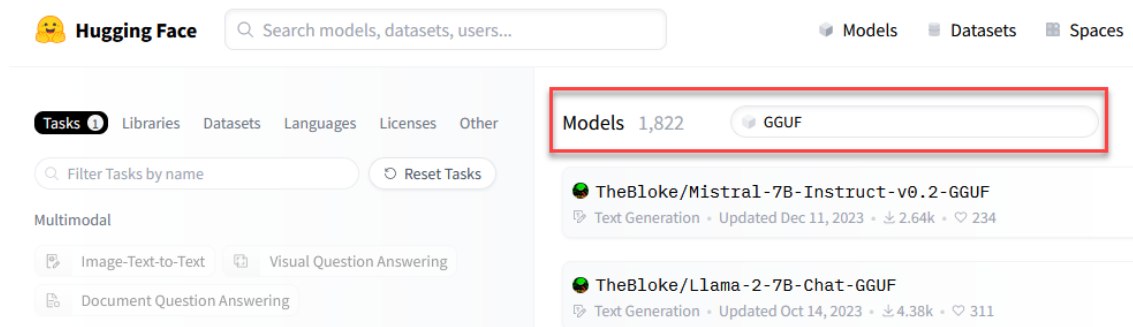 Hugging Face
Search models, datasets, users...
Models
Datasets
Spaces
Tasks 1
Libraries
Datasets
Languages
Licenses
Other
Filter Tasks by name
Reset Tasks
Multimodal
Image-Text-to-Text
Visual Question Answering
Document Question Answering
Models 1,822
GGUF
TheBloke/Mistral-7B-Instruct-v0.2-GGUF
Text Generation • Updated Dec 11, 2023 • 2.64k • 234
TheBloke/Llama-2-7B-Chat-GGUF
Text Generation • Updated Oct 14, 2023 • 4.38k • 311